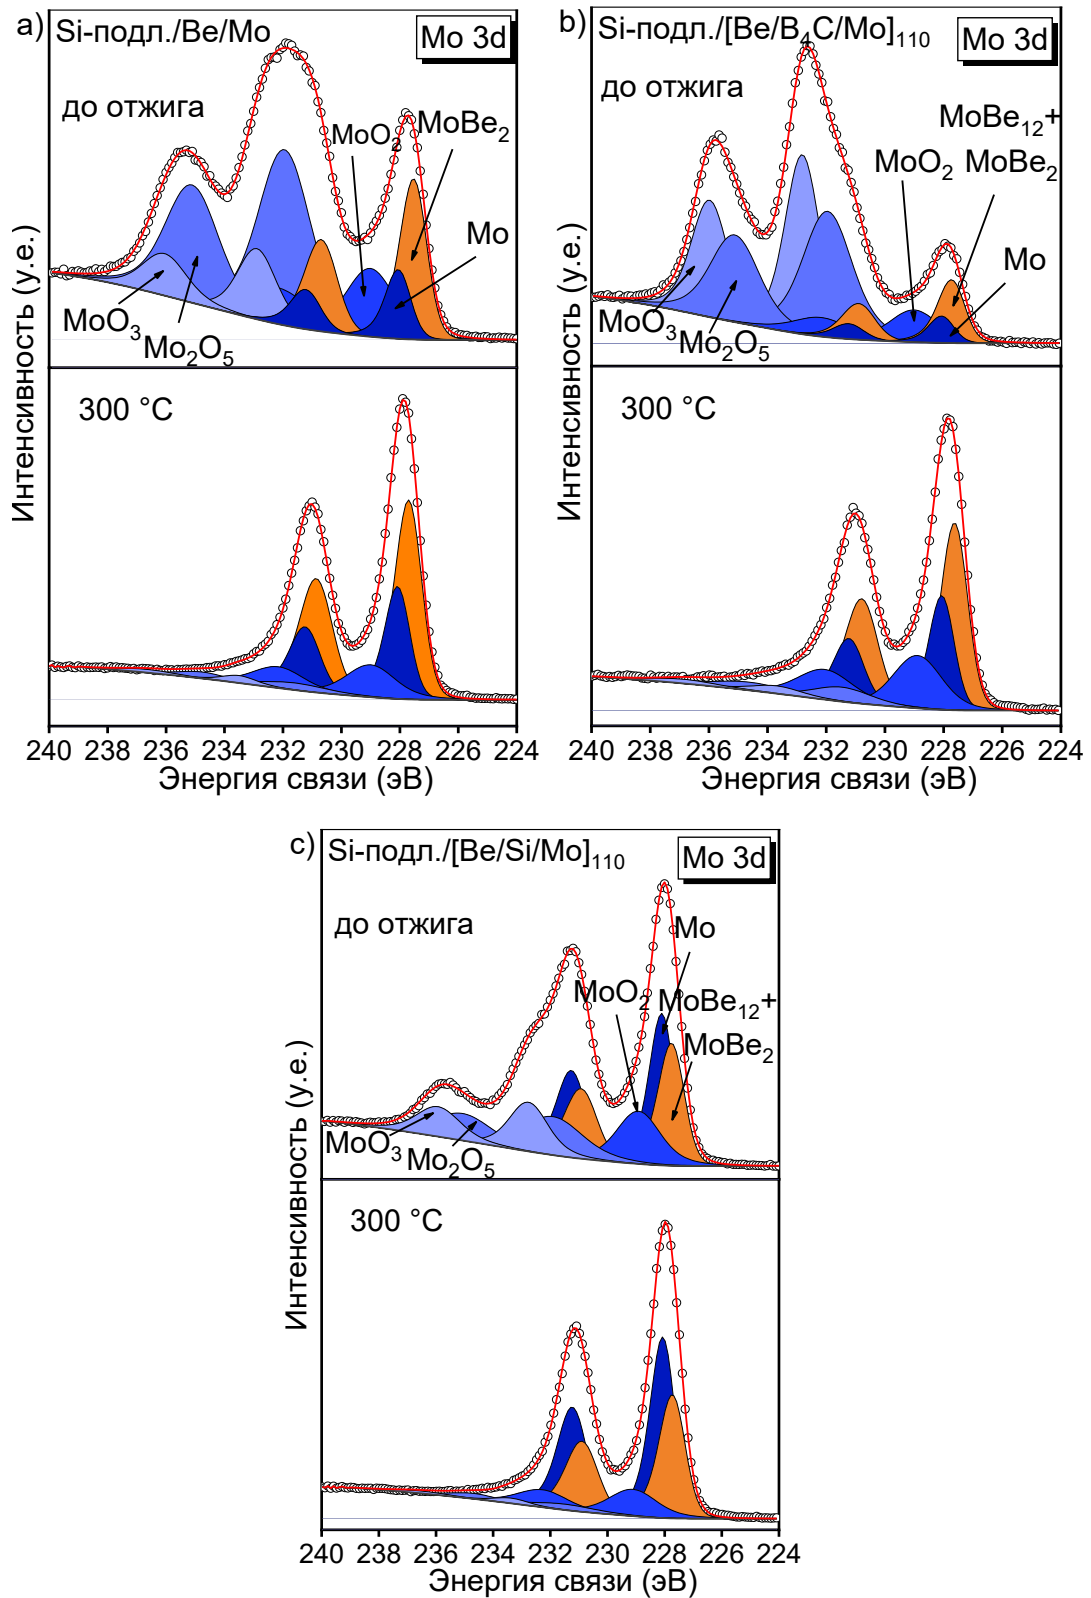 a)
Si-подл./Be/Mo
Mo 3d
до отжига
MoO2
MoBe2
Mo
MoO3
Mo2O5
Интенсивность (у.е.)
300 °C
240 238 236 234 232 230 228 226 224
Энергия связи (эВ)
b)
Si-подл./[Be/B4C/Mo]110
Mo 3d
до отжига
MoBe12+
MoO2
MoBe2
Mo
MoO3
Mo2O5
Интенсивность (у.е.)
300 °C
240 238 236 234 232 230 228 226 224
Энергия связи (эВ)
c)
Si-подл./[Be/Si/Mo]110
Mo 3d
до отжига
Mo
MoO2
MoBe12+
MoBe2
MoO3
Mo2O5
Интенсивность (у.е.)
300 °C
240 238 236 234 232 230 228 226 224
Энергия связи (эВ)